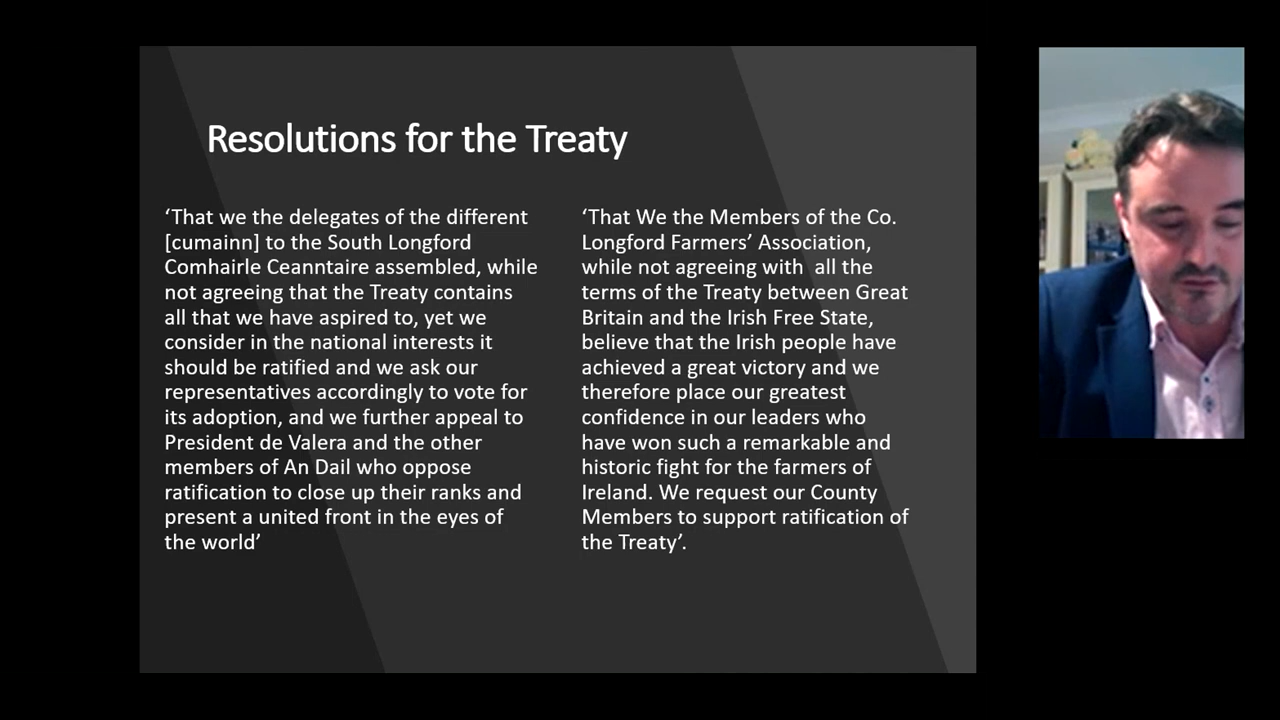 Resolutions for the Treaty
‘That we the delegates of the different
[cumainn] to the South Longford
Comhairle Ceanntaire assembled, while
not agreeing that the Treaty contains
all that we have aspired to, yet we
consider in the national interests it
should be ratified and we ask our
representatives accordingly to vote for
its adoption, and we further appeal to
President de Valera and the other
members of An Dail who oppose
ratification to close up their ranks and
present a united front in the eyes of
the world’
‘That We the Members of the Co.
Longford Farmers’ Association,
while not agreeing with  all the
terms of the Treaty between Great
Britain and the Irish Free State,
believe that the Irish people have
achieved a great victory and we
therefore place our greatest
confidence in our leaders who
have won such a remarkable and
historic fight for the farmers of
Ireland. We request our County
Members to support ratification of
the Treaty’.